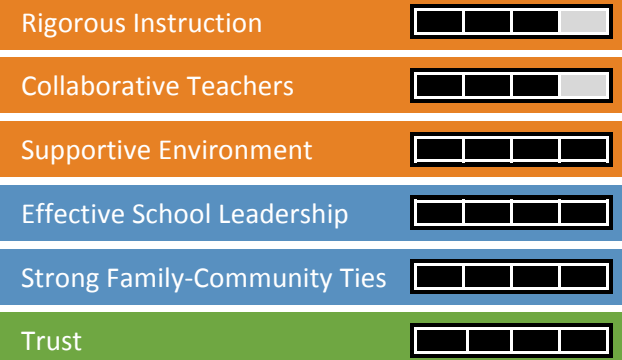 Rigorous Instruction
Collaborative Teachers
Supportive Environment
Effective School Leadership
Strong Family-Community Ties
Trust